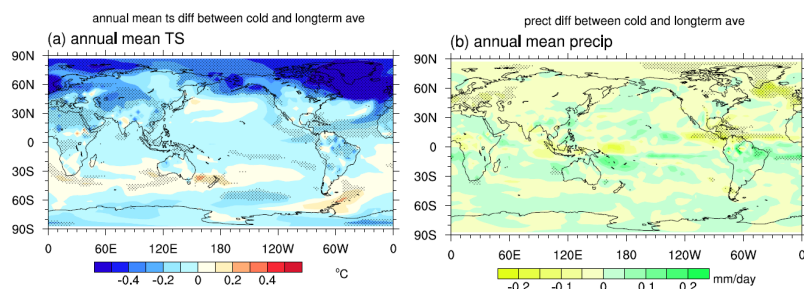 annual mean ts diff between cold and longterm ave
(a) annual mean TS
90N
60N
30N
0
30S
60S
90S
0 60E 120E 180 120W 60W 0
-0.4 -0.2 0 0.2 0.4 °C
prect diff between cold and longterm ave
(b) annual mean precip
90N
60N
30N
0
30S
60S
90S
0 60E 120E 180 120W 60W 0
-0.2 -0.1 0 0.1 0.2 mm/day